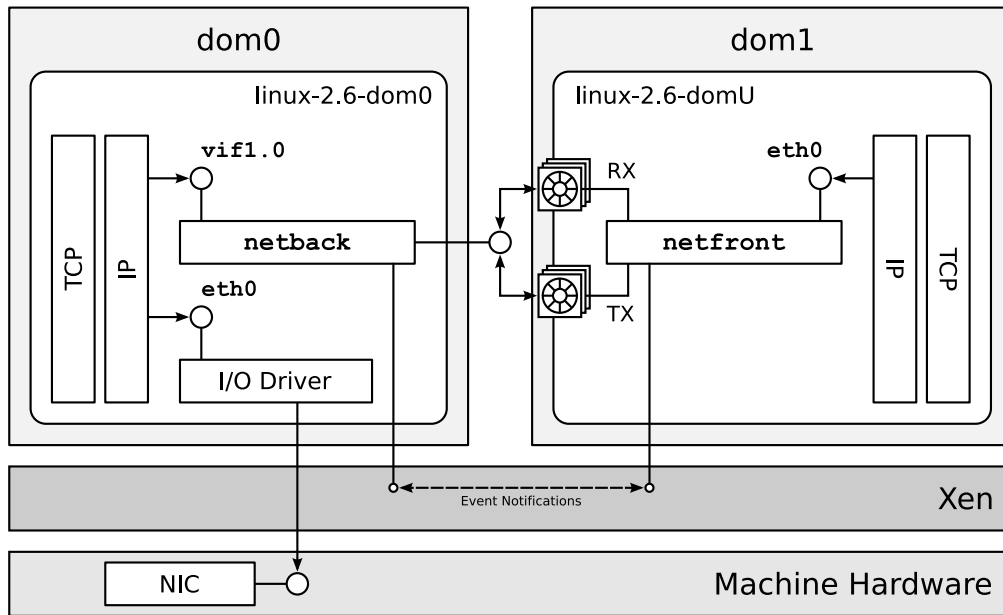 dom0
linux-2.6-dom0
TCP
IP
vif1.0
netback
eth0
I/O Driver
dom1
linux-2.6-domU
RX
TX
netfront
eth0
IP
TCP
Event Notifications
Xen
NIC
Machine Hardware